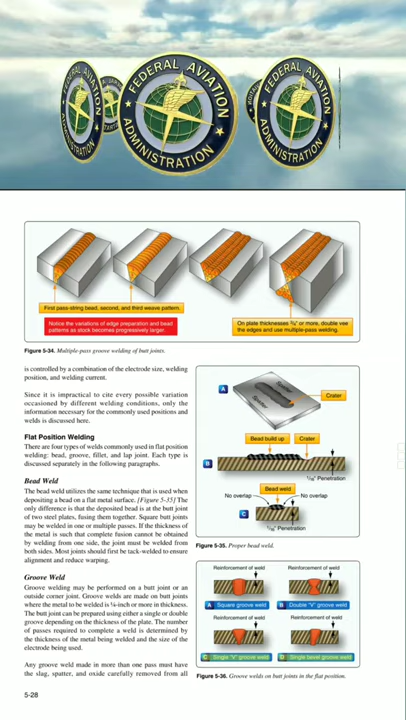 FEDERAL AVIATION
ADMINISTRATION
FEDERAL AVIATION
ADMINISTRATION
FEDERAL AVIATION
ADMINISTRATION
First pass-string bead, second, and third weave pattern.
Notice the variations of edge preparation and bead
patterns as stock becomes progressively larger.
On plate thicknesses ¾" or more, double vee
the edges and use multiple-pass welding.
Figure 5-34. Multiple-pass groove welding of butt joints.
is controlled by a combination of the electrode size, welding
position, and welding current.
Since it is impractical to cite every possible variation
occasioned by different welding conditions, only the
information necessary for the commonly used positions and
welds is discussed here.
Flat Position Welding
There are four types of welds commonly used in flat position
welding: bead, groove, fillet, and lap joint. Each type is
discussed separately in the following paragraphs.
Bead Weld
The bead weld utilizes the same technique that is used when
depositing a bead on a flat metal surface. [Figure 5-35] The
only difference is that the deposited bead is at the butt joint
of two steel plates, fusing them together. Square butt joints
may be welded in one or multiple passes. If the thickness of
the metal is such that complete fusion cannot be obtained
by welding from one side, the joint must be welded from
both sides. Most joints should first be tack-welded to ensure
alignment and reduce warping.
Groove Weld
Groove welding may be performed on a butt joint or an
outside corner joint. Groove welds are made on butt joints
where the metal to be welded is ¼-inch or more in thickness.
The butt joint can be prepared using either a single or double
groove depending on the thickness of the plate. The number
of passes required to complete a weld is determined by
the thickness of the metal being welded and the size of the
electrode being used.
Any groove weld made in more than one pass must have
the slag, spatter, and oxide carefully removed from all
5-28
A
Spatter
Spatter
Crater
Bead build up
Crater
B
1/16" Penetration
Bead weld
No overlap
No overlap
C
1/16" Penetration
Figure 5-35. Proper bead weld.
Reinforcement of weld
Reinforcement of weld
A Square groove weld
B Double "V" groove weld
Reinforcement of weld
Reinforcement of weld
C Single "V" groove weld
D Single bevel groove weld
Figure 5-36. Groove welds on butt joints in the flat position.